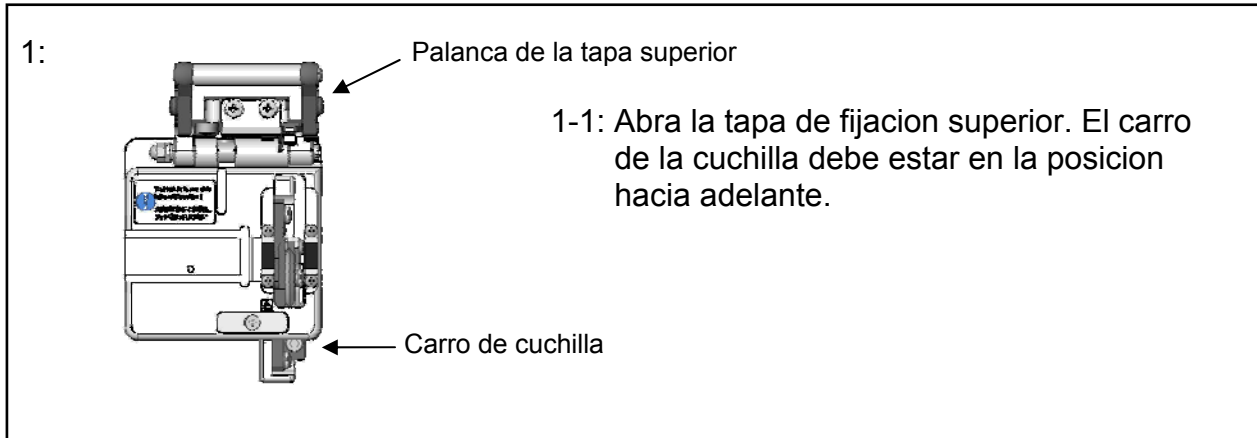 1:
Palanca de la tapa superior
1-1: Abra la tapa de fijacion superior. El carro
de la cuchilla debe estar en la posicion
hacia adelante.
Carro de cuchilla